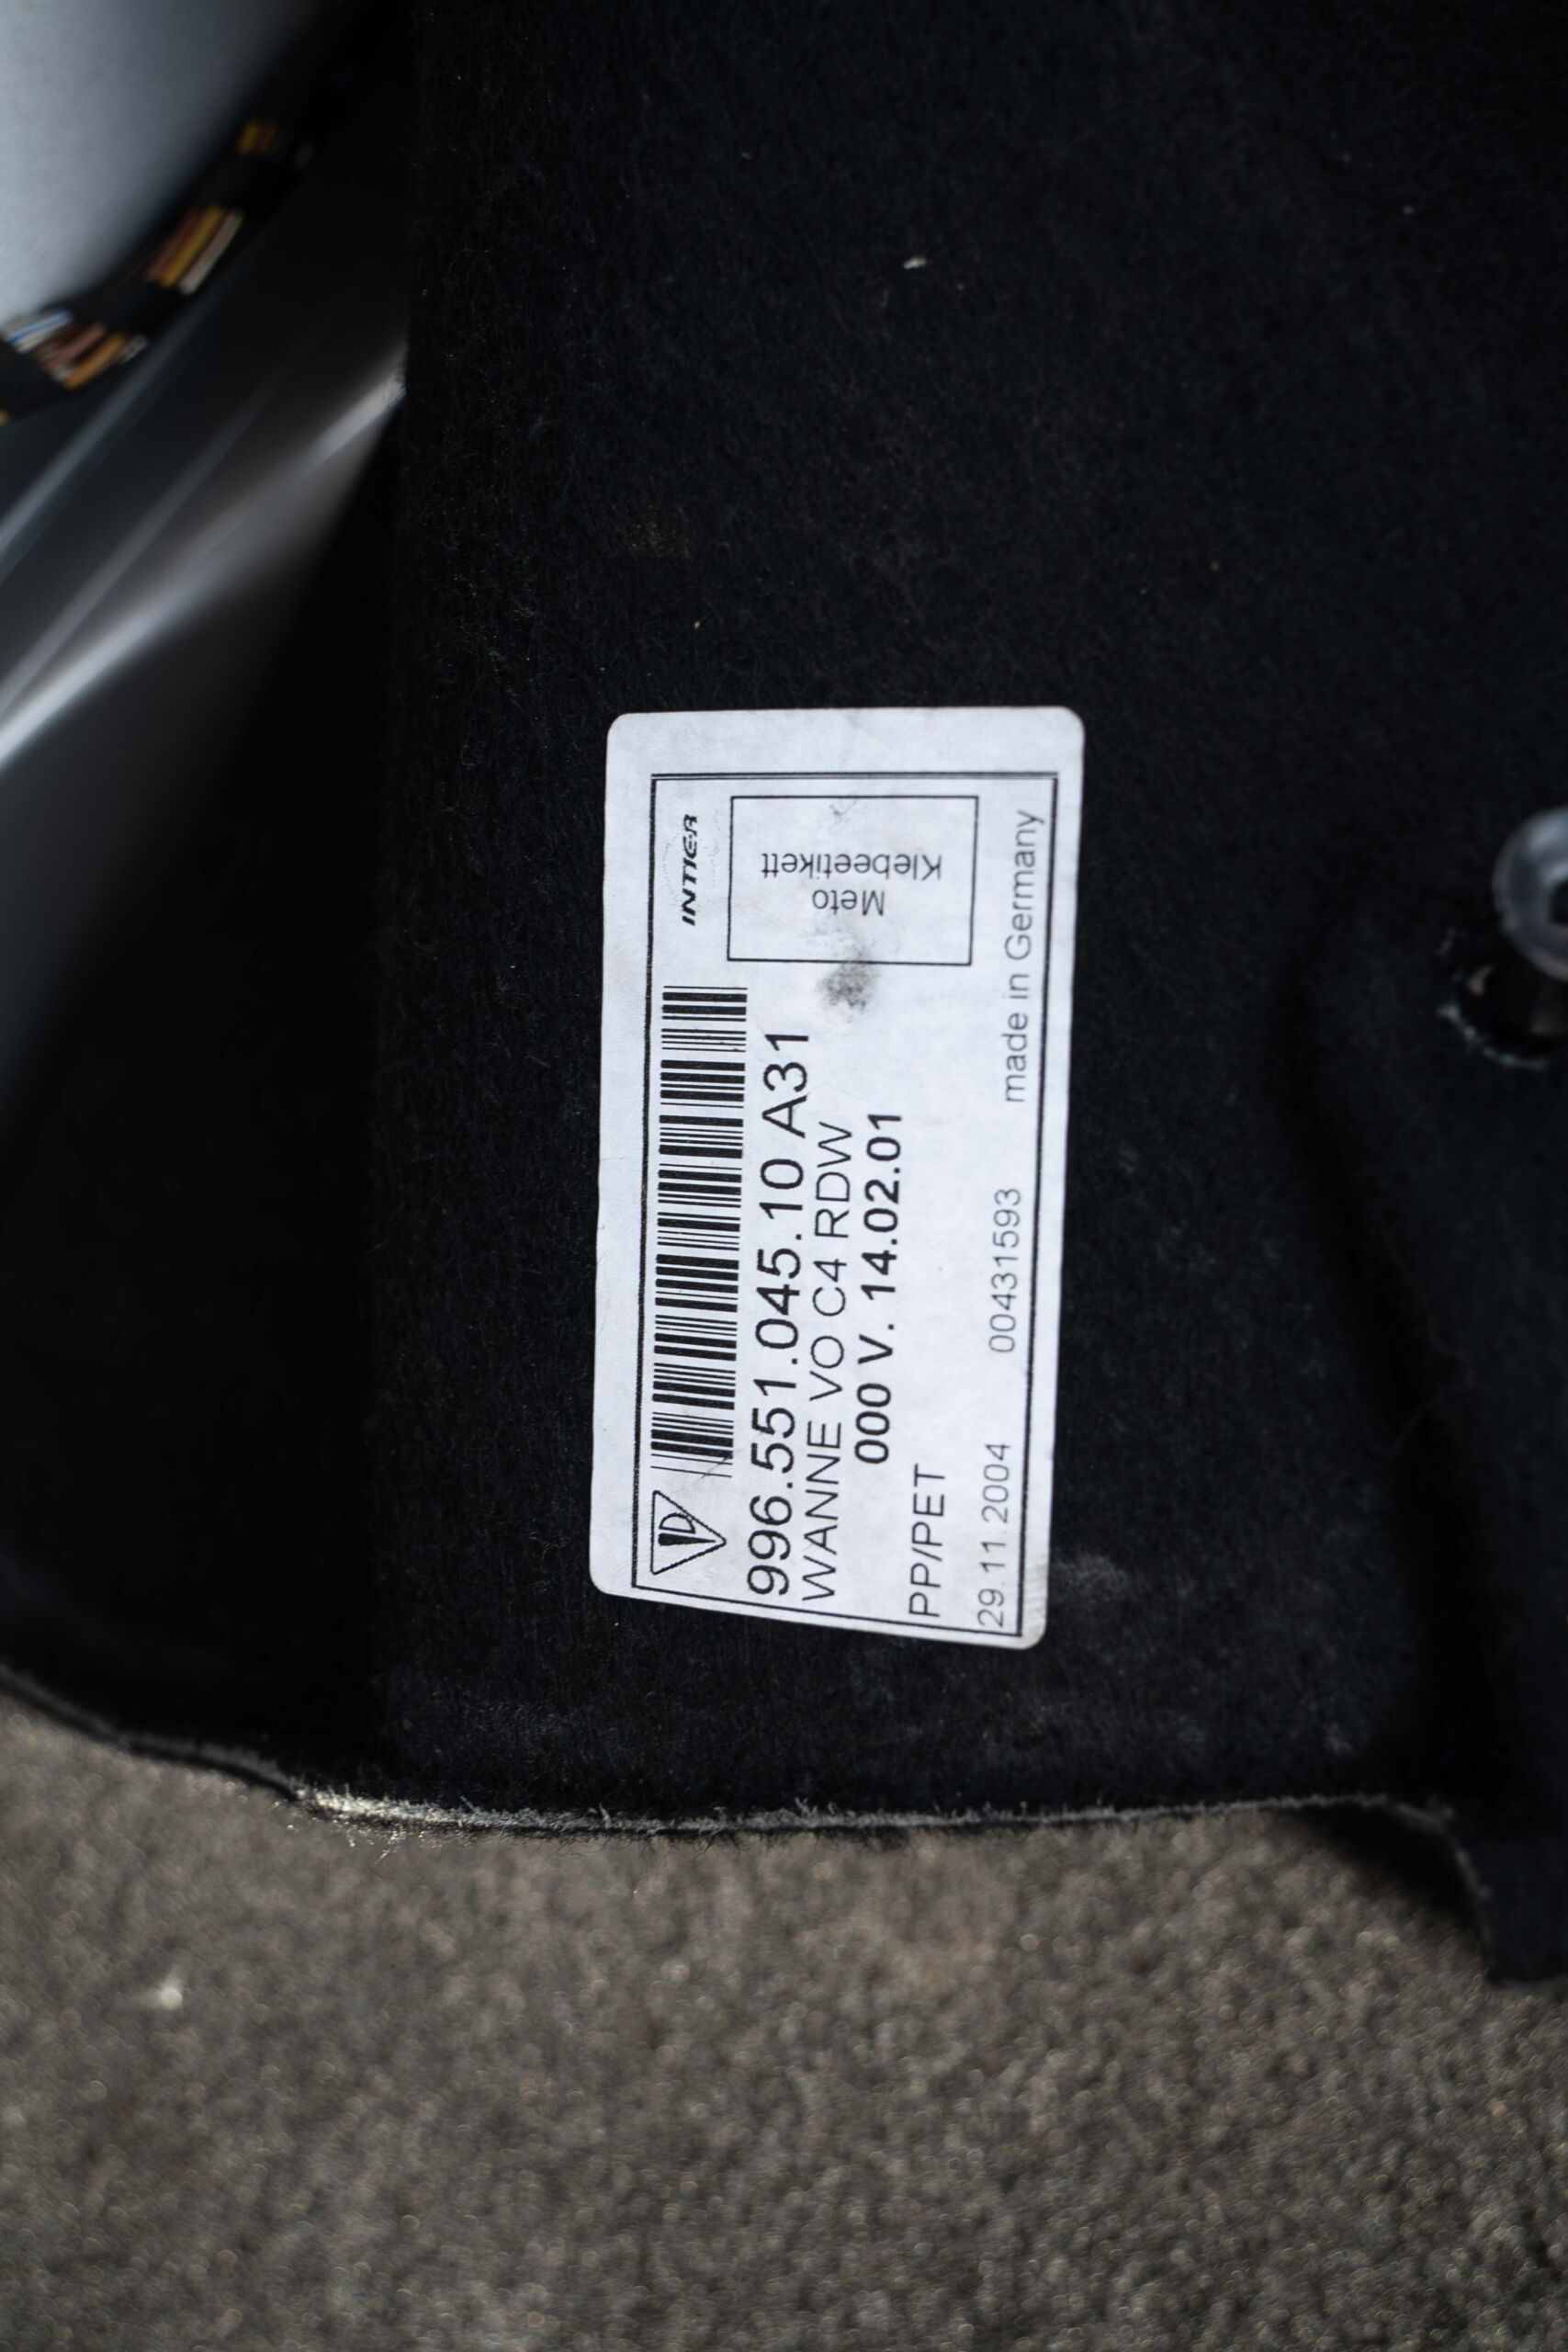 INTIER
996.551.045.10 A31
WANNE VO C4 RDW
000 V. 14.02.01
Meto
Klebeetikett
PP/PET
29.11.2004 00431593 made in Germany